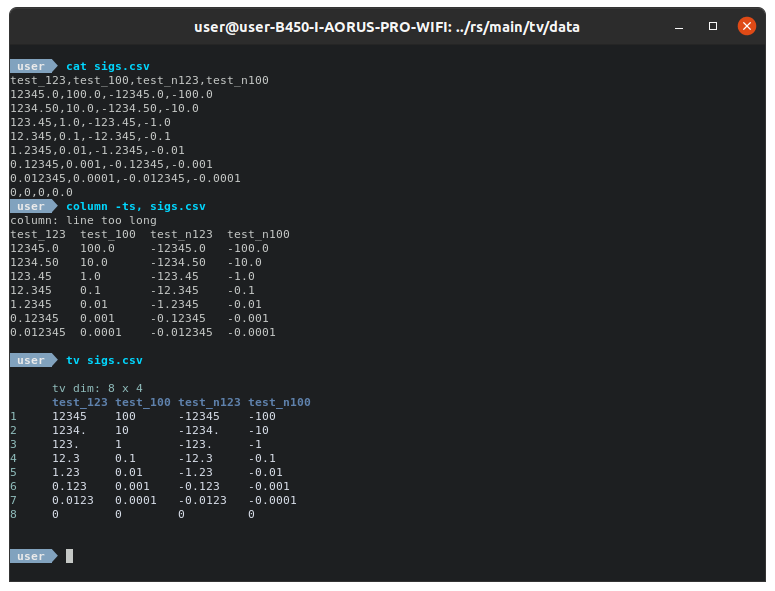 user@user-B450-I-AORUS-PRO-WIFI: ../rs/main/tv/data
user cat sigs.csv
test_123,test_100,test_n123,test_n100
12345.0,100.0,-12345.0,-100.0
1234.50,10.0,-1234.50,-10.0
123.45,1.0,-123.45,-1.0
12.345,0.1,-12.345,-0.1
1.2345,0.01,-1.2345,-0.01
0.12345,0.001,-0.12345,-0.001
0.012345,0.0001,-0.012345,-0.0001
0,0,0,0.0
user column -ts, sigs.csv
column: line too long
test_123  test_100  test_n123  test_n100
12345.0   100.0     -12345.0   -100.0
1234.50   10.0      -1234.50   -10.0
123.45    1.0       -123.45    -1.0
12.345    0.1       -12.345    -0.1
1.2345    0.01      -1.2345    -0.01
0.12345   0.001     -0.12345   -0.001
0.012345  0.0001    -0.012345  -0.0001
user tv sigs.csv
tv dim: 8 x 4
test_123 test_100 test_n123 test_n100
1     12345    100      -12345    -100
2     1234.    10       -1234.    -10
3     123.     1        -123.     -1
4     12.3     0.1      -12.3     -0.1
5     1.23     0.01     -1.23     -0.01
6     0.123    0.001    -0.123    -0.001
7     0.0123   0.0001   -0.0123   -0.0001
8     0        0        0         0
user